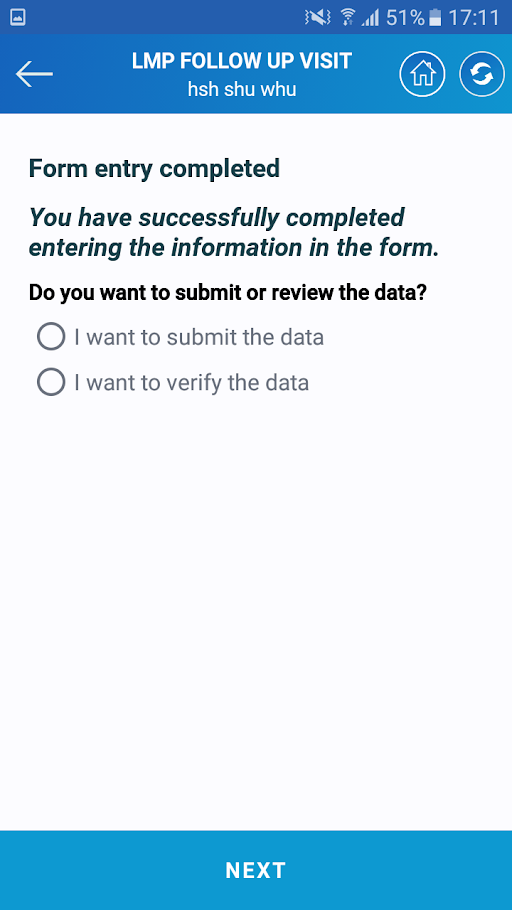 51% 17:11
LMP FOLLOW UP VISIT
hsh shu whu
Form entry completed
You have successfully completed
entering the information in the form.
Do you want to submit or review the data?
I want to submit the data
I want to verify the data
NEXT